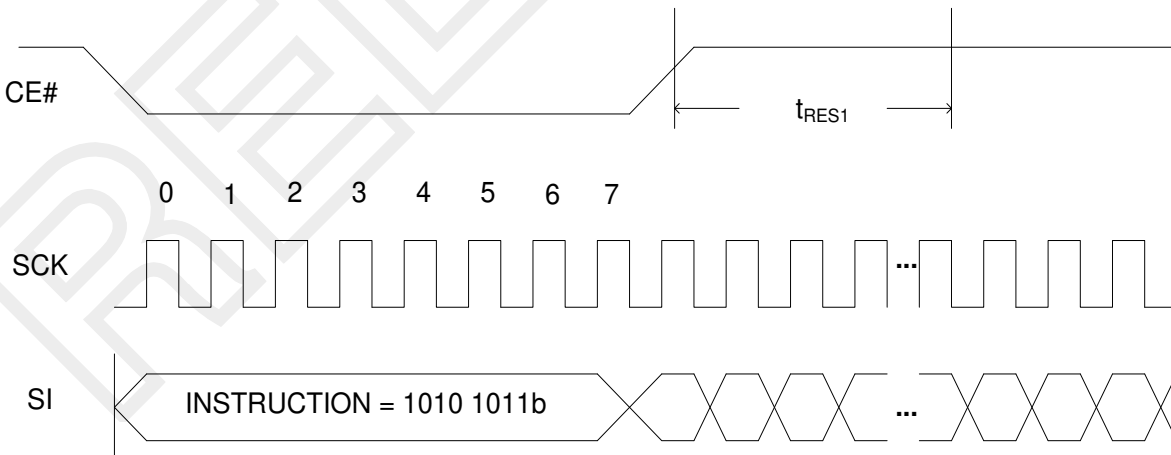 CE#
tRES1
0 1 2 3 4 5 6 7
SCK
...
SI
INSTRUCTION = 1010 1011b
...